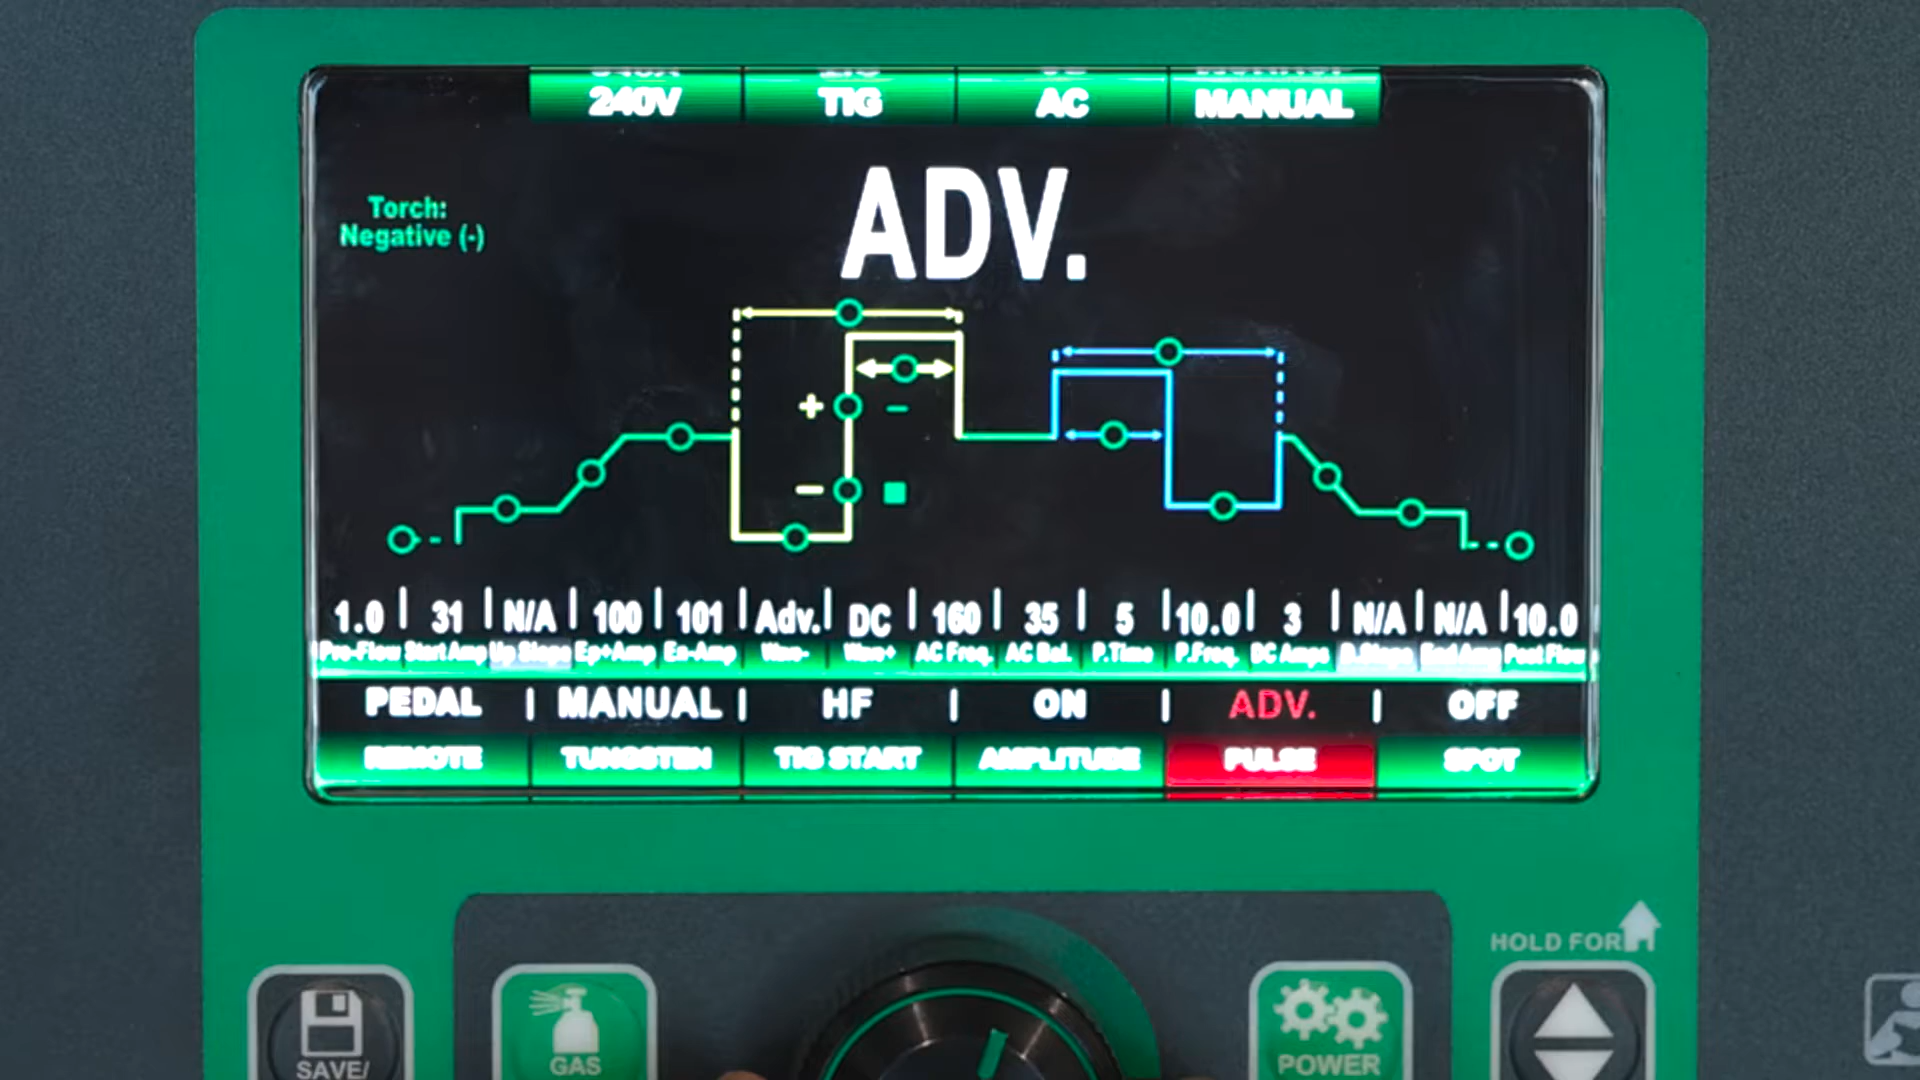 240V TIG AC MANUAL
ADV.
Torch:
Negative (-)
+ -
-
1.0 | 31 | N/A | 100 | 101 | Adv. | DC | 160 | 35 | 5 | 10.0 | 3 | N/A | N/A | 10.0
Pre-Flow Start Amp Up Slope Ep+Amp En-Amp Wave- Wave+ AC Freq. AC Bal. P.Time P.Freq. DC Amps D.Slope End Amp Post Flow
PEDAL | MANUAL | HF | ON | ADV. | OFF
REMOTE TUNGSTEN TIG START AMPLITUDE PULSE SPOT
HOLD FOR
SAVE/
GAS
POWER